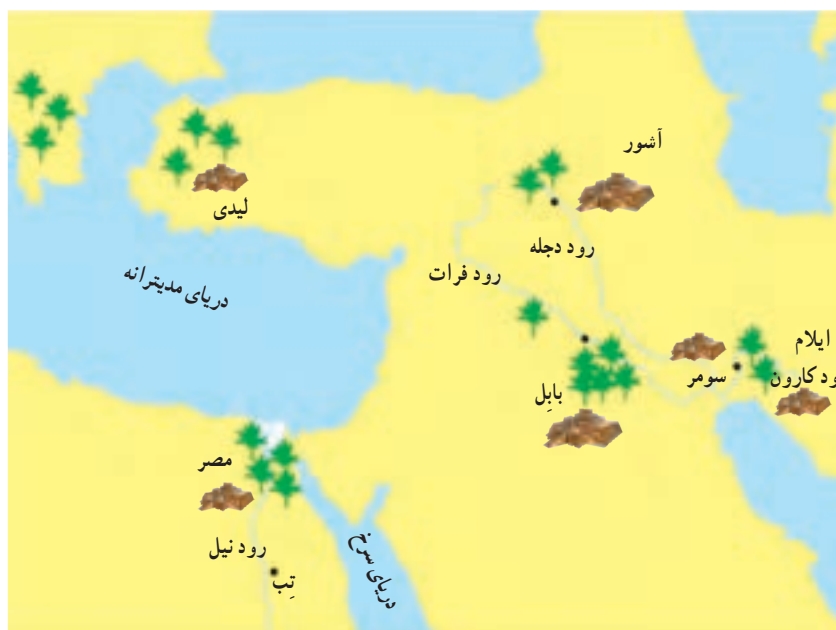 آشور
لیدی
رود دجله
رود فرات
دریای مدیترانه
ایلام
رود کارون
سومر
بابِل
مصر
رود نیل
تِب
دریای سرخ